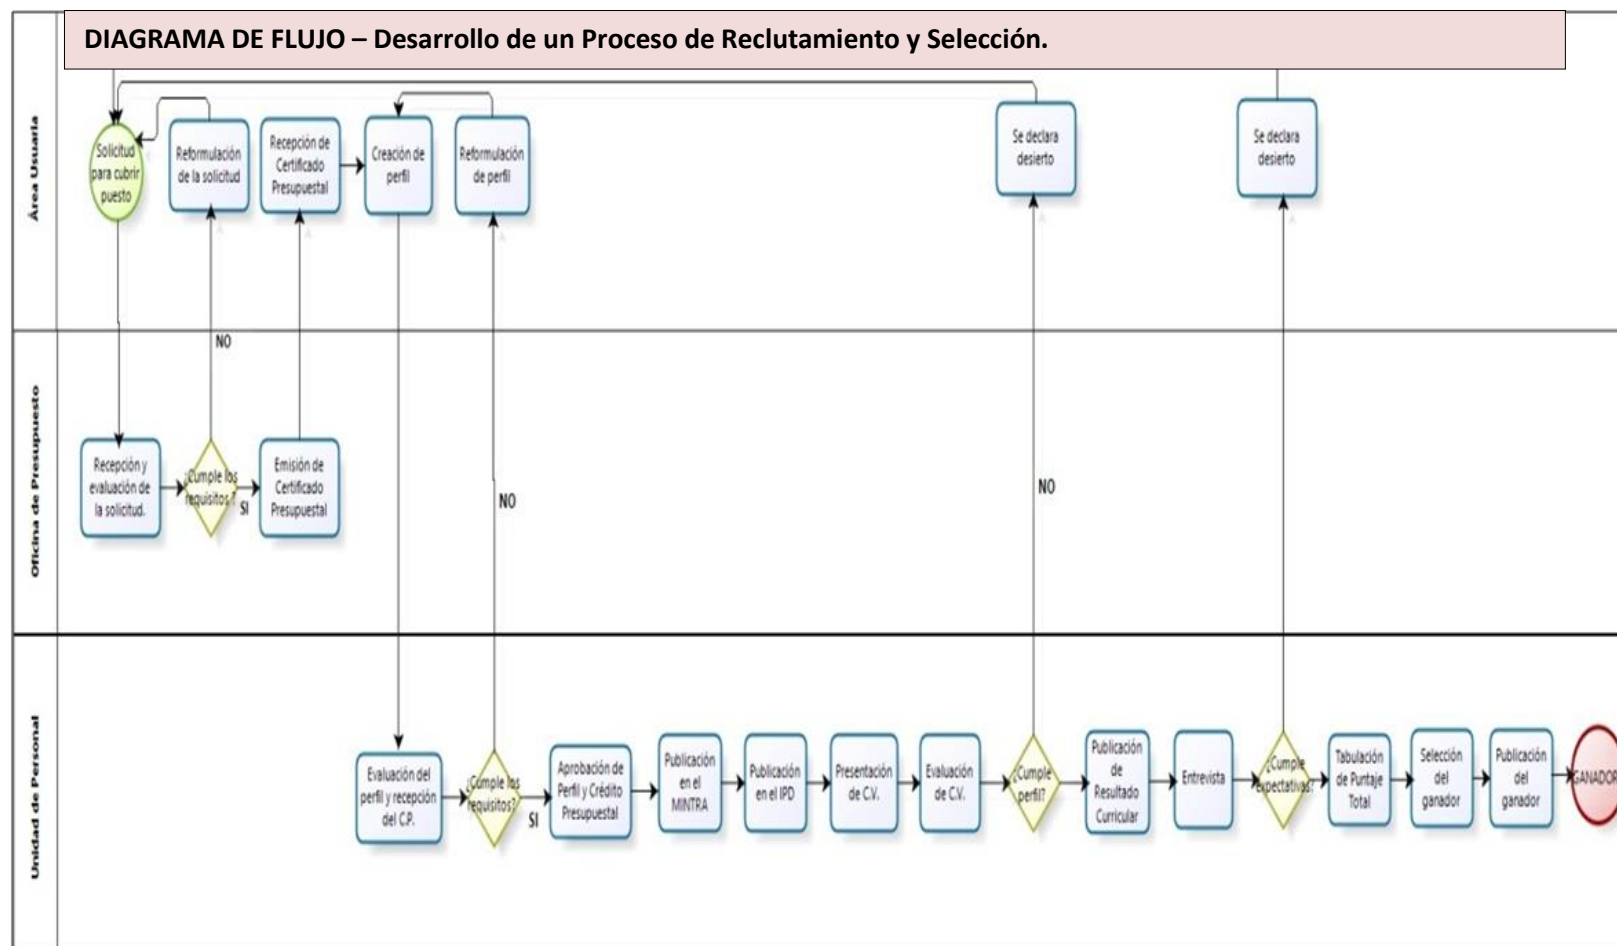 DIAGRAMA DE FLUJO – Desarrollo de un Proceso de Reclutamiento y Selección.
Área Usuaria
Solicitud
para cubrir
puesto
Reformulación
de la solicitud
Recepción de
Certificado
Presupuestal
Creación de
perfil
Reformulación
de perfil
Se declara
desierto
Se declara
desierto
NO
Oficina de Presupuesto
Recepción y
evaluación de
la solicitud.
¿Cumple los
requisitos ?
SI
Emisión de
Certificado
Presupuestal
NO
NO
Unidad de Personal
Evaluación del
perfil y recepción
del C.P.
¿Cumple los
requisitos?
SI
Aprobación de
Perfil y Crédito
Presupuestal
Publicación
en el
MINTRA
Publicación
en el IPD
Presentación
de C.V.
Evaluación
de C.V.
¿Cumple
perfil?
Publicación
de
Resultado
Curricular
Entrevista
¿Cumple
expectativas?
Tabulación
de Puntaje
Total
Selección
del
ganador
Publicación
del
ganador
GANADOR